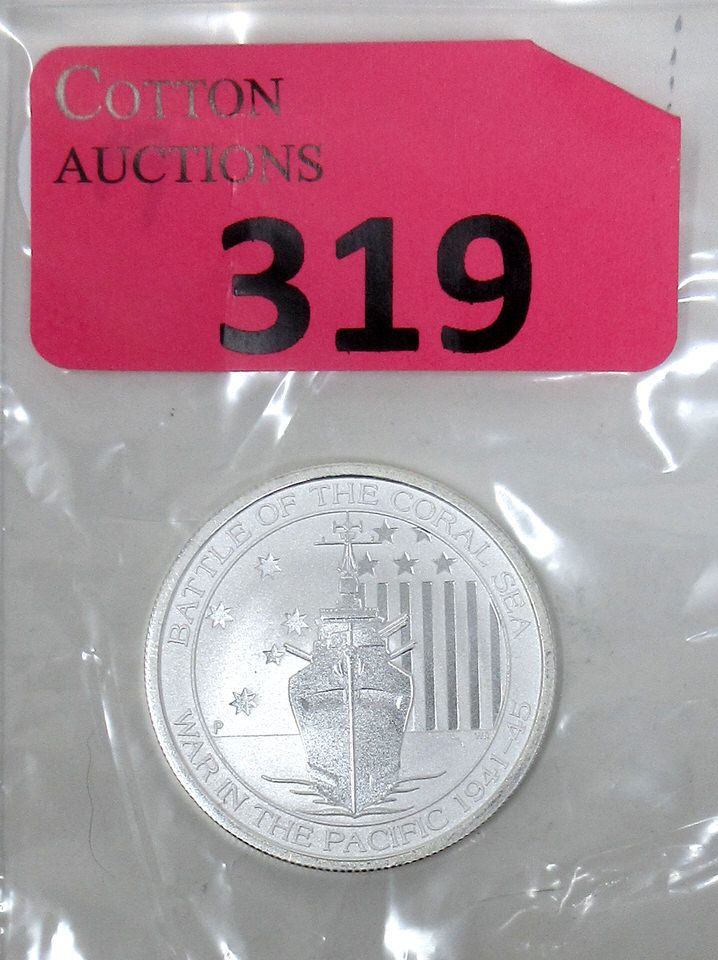 COTTON
AUCTIONS
319
BATTLE OF THE CORAL SEA
P
WAR IN THE PACIFIC 1941-45